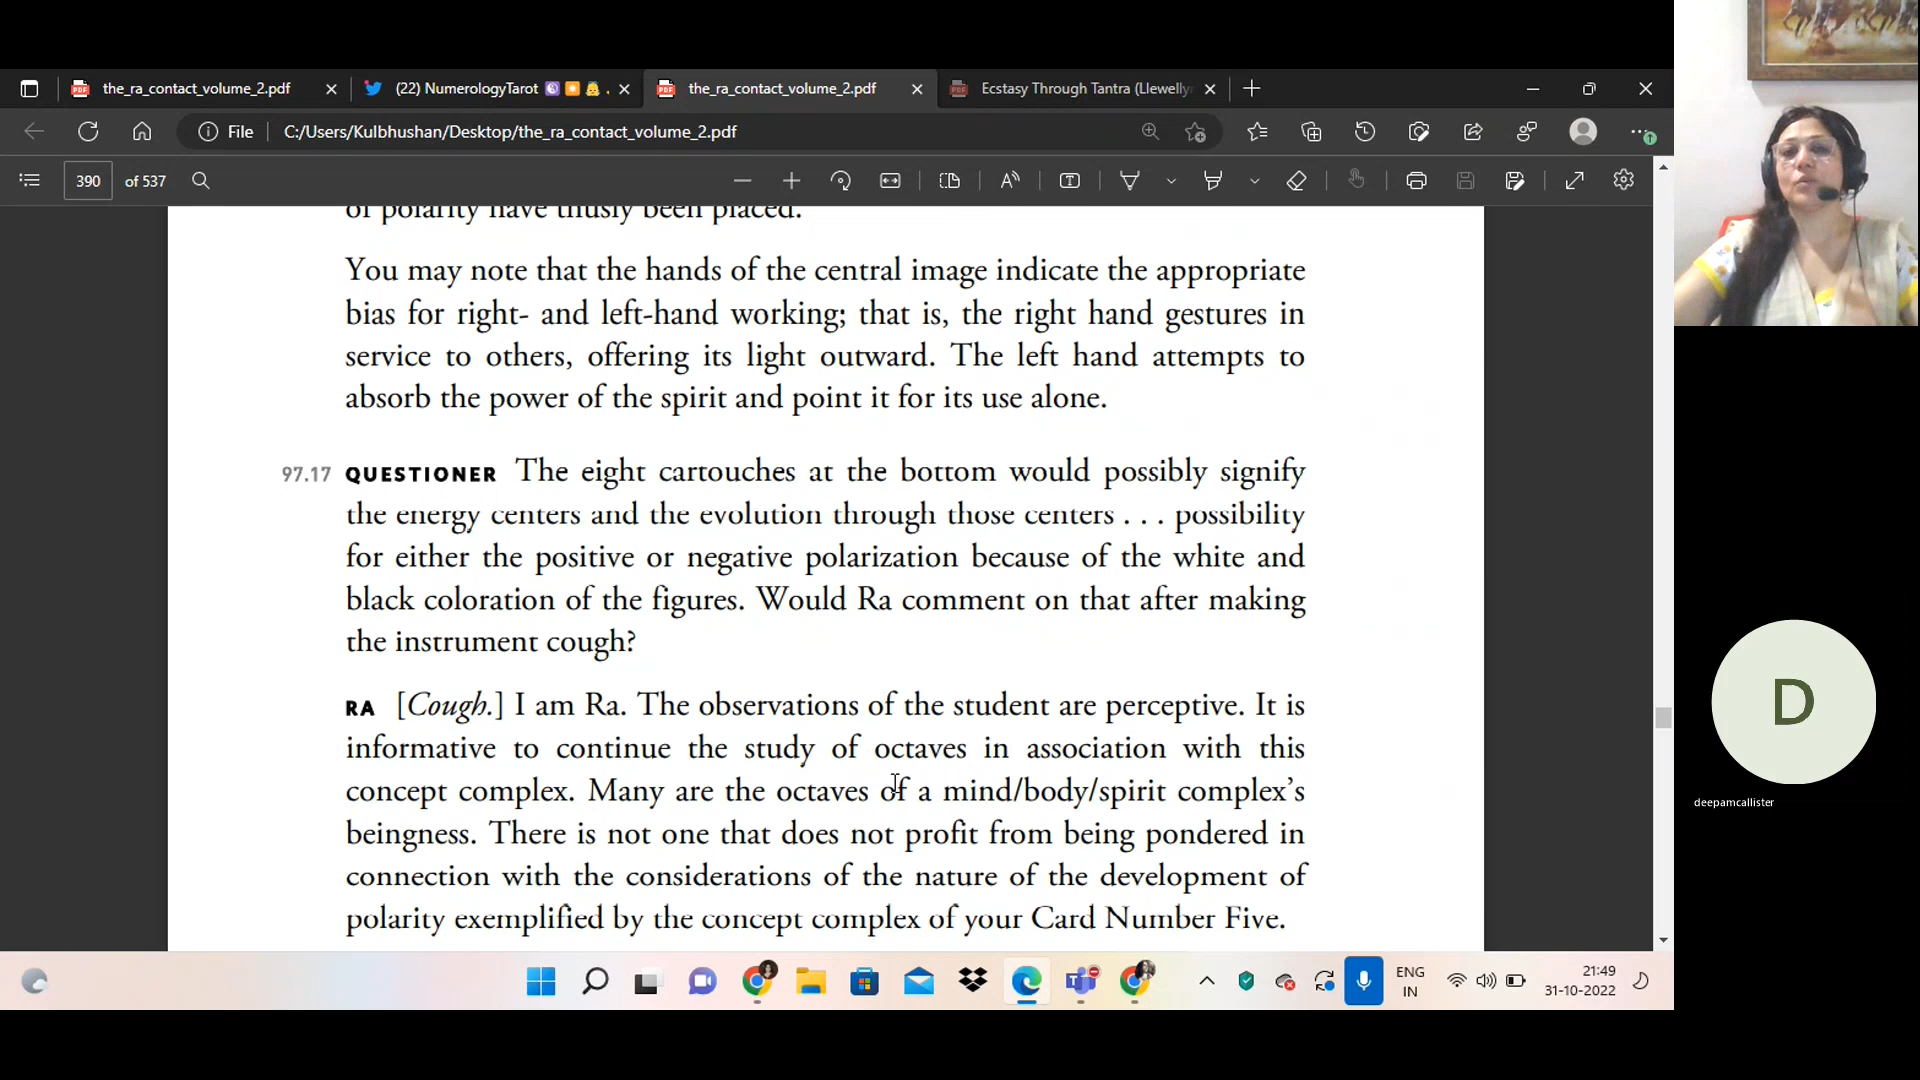 the_ra_contact_volume_2.pdf
(22) NumerologyTarot
the_ra_contact_volume_2.pdf
Ecstasy Through Tantra (Llewelly
File
C:/Users/Kulbhushan/Desktop/the_ra_contact_volume_2.pdf
390 of 537
of polarity have thusly been placed.
You may note that the hands of the central image indicate the appropriate
bias for right- and left-hand working; that is, the right hand gestures in
service to others, offering its light outward. The left hand attempts to
absorb the power of the spirit and point it for its use alone.
97.17 QUESTIONER The eight cartouches at the bottom would possibly signify
the energy centers and the evolution through those centers . . . possibility
for either the positive or negative polarization because of the white and
black coloration of the figures. Would Ra comment on that after making
the instrument cough?
RA [Cough.] I am Ra. The observations of the student are perceptive. It is
informative to continue the study of octaves in association with this
concept complex. Many are the octaves of a mind/body/spirit complex's
beingness. There is not one that does not profit from being pondered in
connection with the considerations of the nature of the development of
polarity exemplified by the concept complex of your Card Number Five.
D
deepamcallister
ENG
IN
21:49
31-10-2022